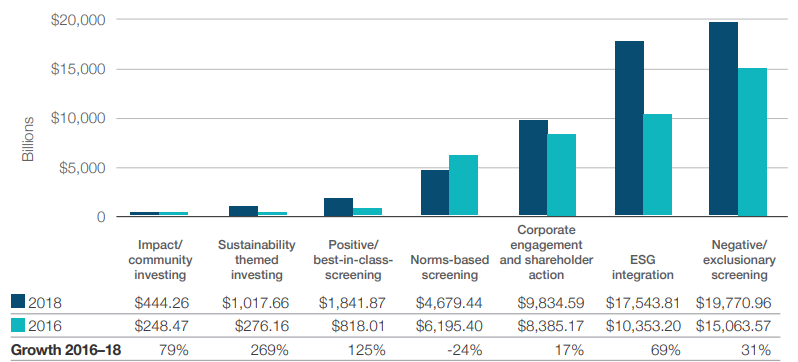 $20,000
$15,000
$10,000
$5,000
0
Billions
Impact/
community
investing
Sustainability
themed
investing
Positive/
best-in-class-
screening
Norms-based
screening
Corporate
engagement
and shareholder
action
ESG
integration
Negative/
exclusionary
screening
2018 $444.26 $1,017.66 $1,841.87 $4,679.44 $9,834.59 $17,543.81 $19,770.96
2016 $248.47 $276.16 $818.01 $6,195.40 $8,385.17 $10,353.20 $15,063.57
Growth 2016–18 79% 269% 125% -24% 17% 69% 31%